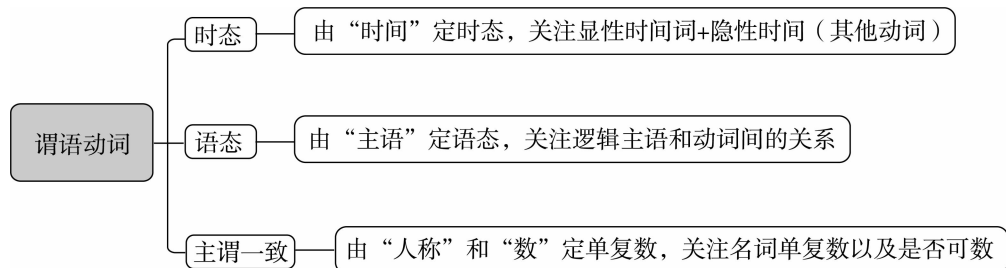 时态
由“时间”定时态，关注显性时间词+隐性时间（其他动词）
谓语动词
语态
由“主语”定语态，关注逻辑主语和动词间的关系
主谓一致
由“人称”和“数”定单复数，关注名词单复数以及是否可数